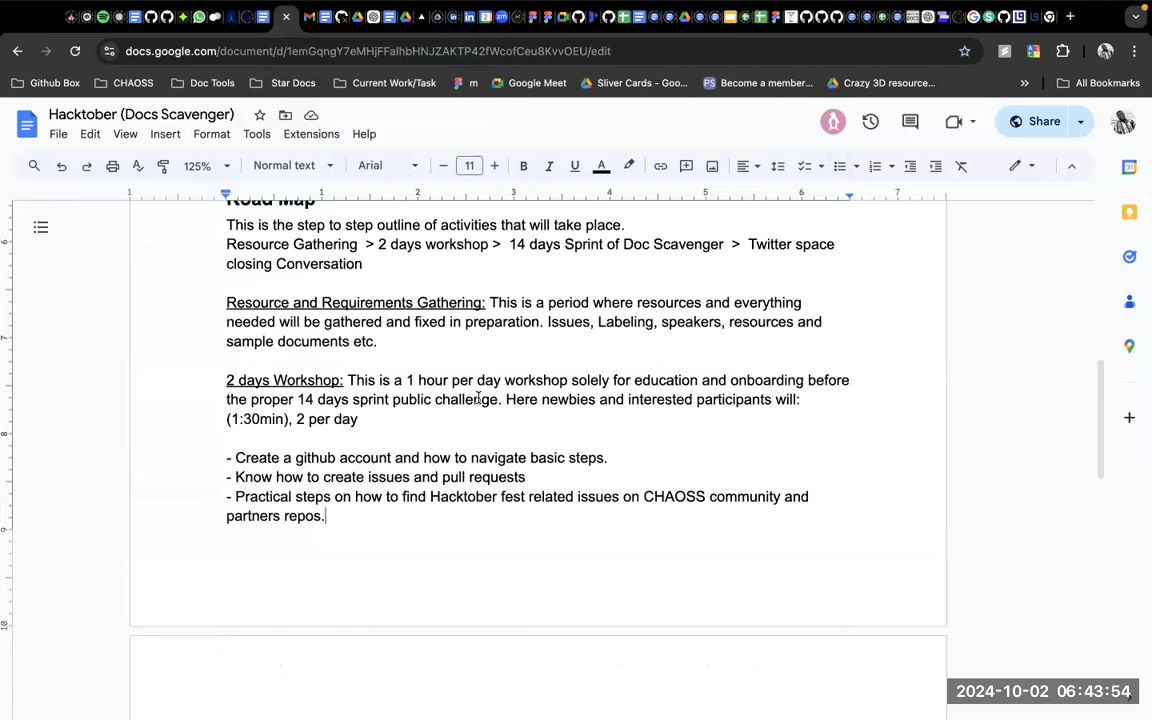 docs.google.com/document/d/1emGqngY7eMHjFFalhbHNJZAKTP42fWcofCeu8KvvOEU/edit
Github Box
CHAOSS
Doc Tools
Star Docs
Current Work/Task
m
Google Meet
Sliver Cards - Goo...
Become a member...
Crazy 3D resource...
»
All Bookmarks
Hacktober (Docs Scavenger)
File Edit View Insert Format Tools Extensions Help
Share
125% Normal text Arial 11
1 1 2 3 4 5 6 7
Road Map
This is the step to step outline of activities that will take place.
Resource Gathering > 2 days workshop > 14 days Sprint of Doc Scavenger > Twitter space
closing Conversation
Resource and Requirements Gathering: This is a period where resources and everything
needed will be gathered and fixed in preparation. Issues, Labeling, speakers, resources and
sample documents etc.
2 days Workshop: This is a 1 hour per day workshop solely for education and onboarding before
the proper 14 days sprint public challenge. Here newbies and interested participants will:
(1:30min), 2 per day
- Create a github account and how to navigate basic steps.
- Know how to create issues and pull requests
- Practical steps on how to find Hacktober fest related issues on CHAOSS community and
partners repos.
2024-10-02 06:43:54